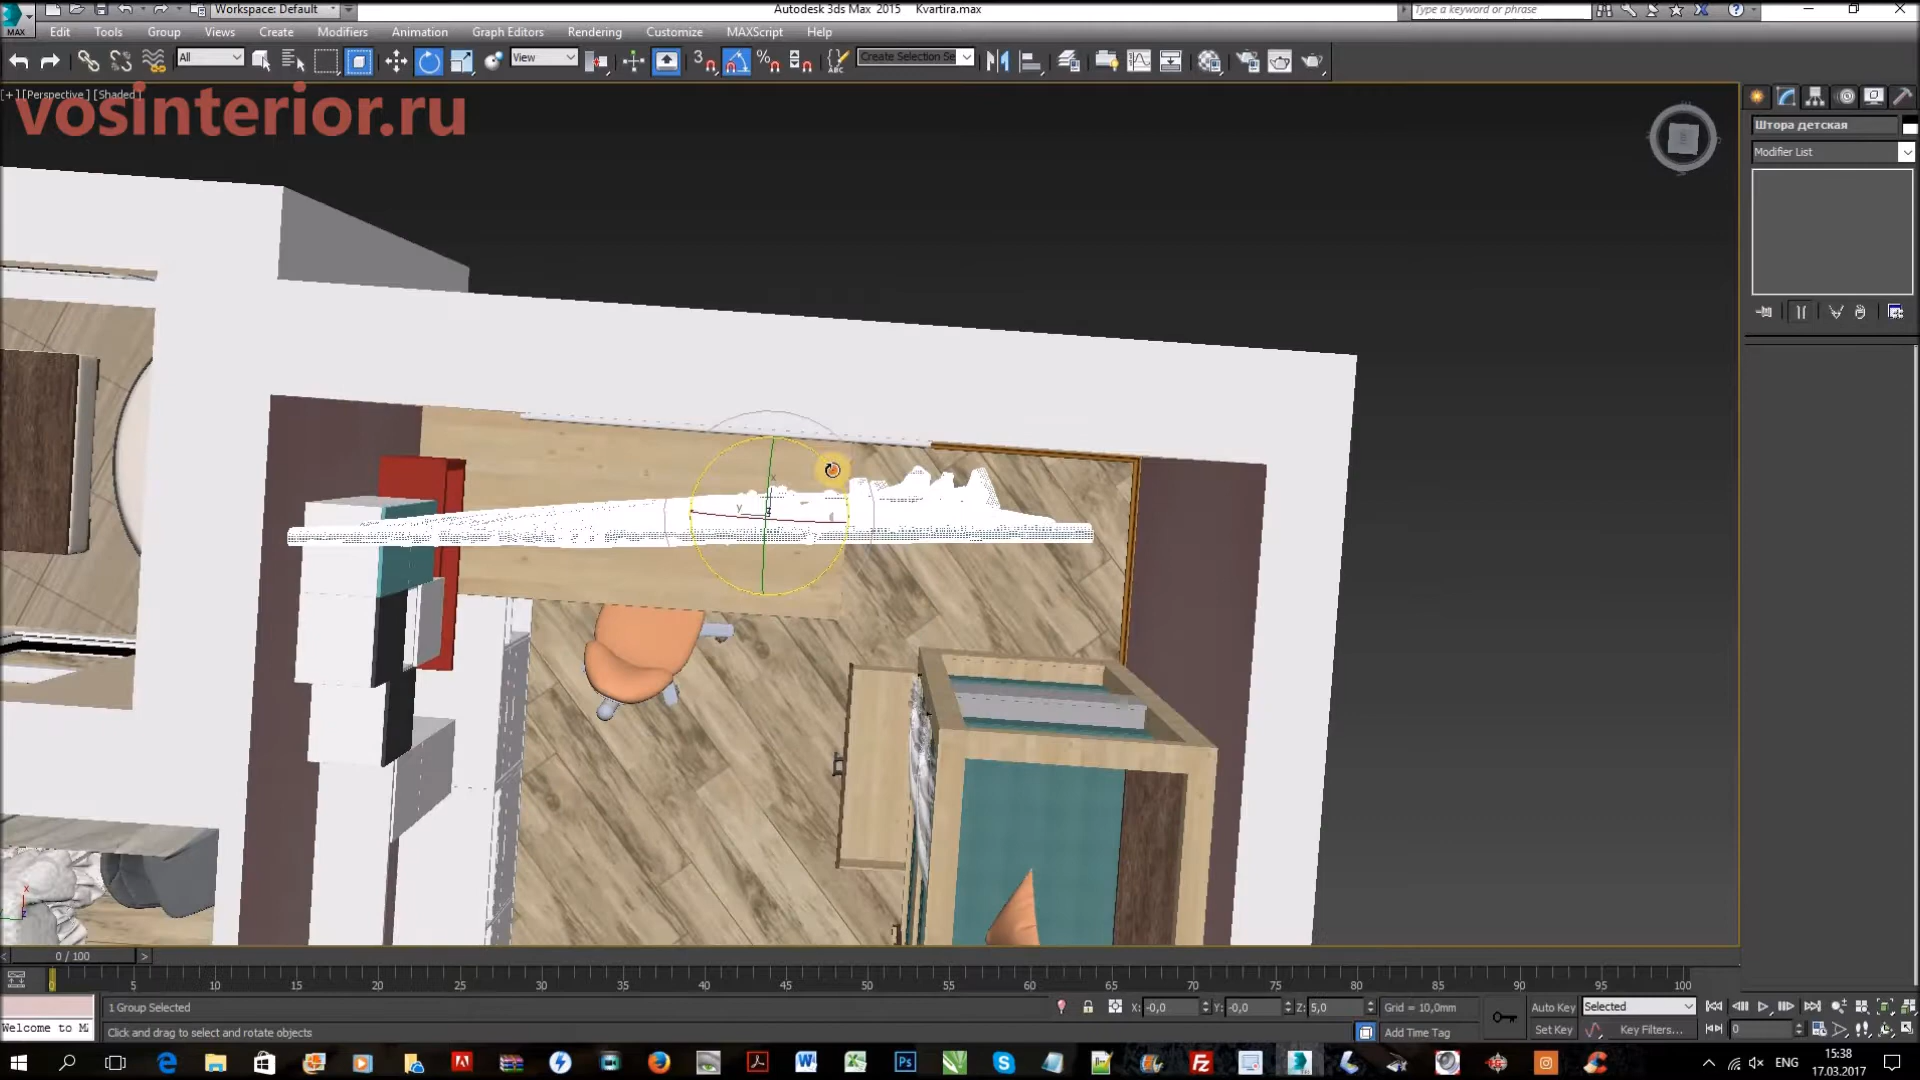 Workspace: Default
Autodesk 3ds Max 2015 Kvartira.max
Type a keyword or phrase
MAX
Edit Tools Group Views Create Modifiers Animation Graph Editors Rendering Customize MAXScript Help
All
View
3
%
ABC
Create Selection Se
[+][Perspective][Shaded]
vosinterior.ru
Штора детская
Modifier List
x
y
z
x
0 / 100
0 5 10 15 20 25 30 35 40 45 50 55 60 65 70 75 80 85 90 95 100
1 Group Selected
X: -0,0 Y: -0,0 Z: 5,0 Grid = 10,0mm
Auto Key Selected
Welcome to M
Click and drag to select and rotate objects
Add Time Tag
Set Key Key Filters...
0
ENG
15:38
17.03.2017